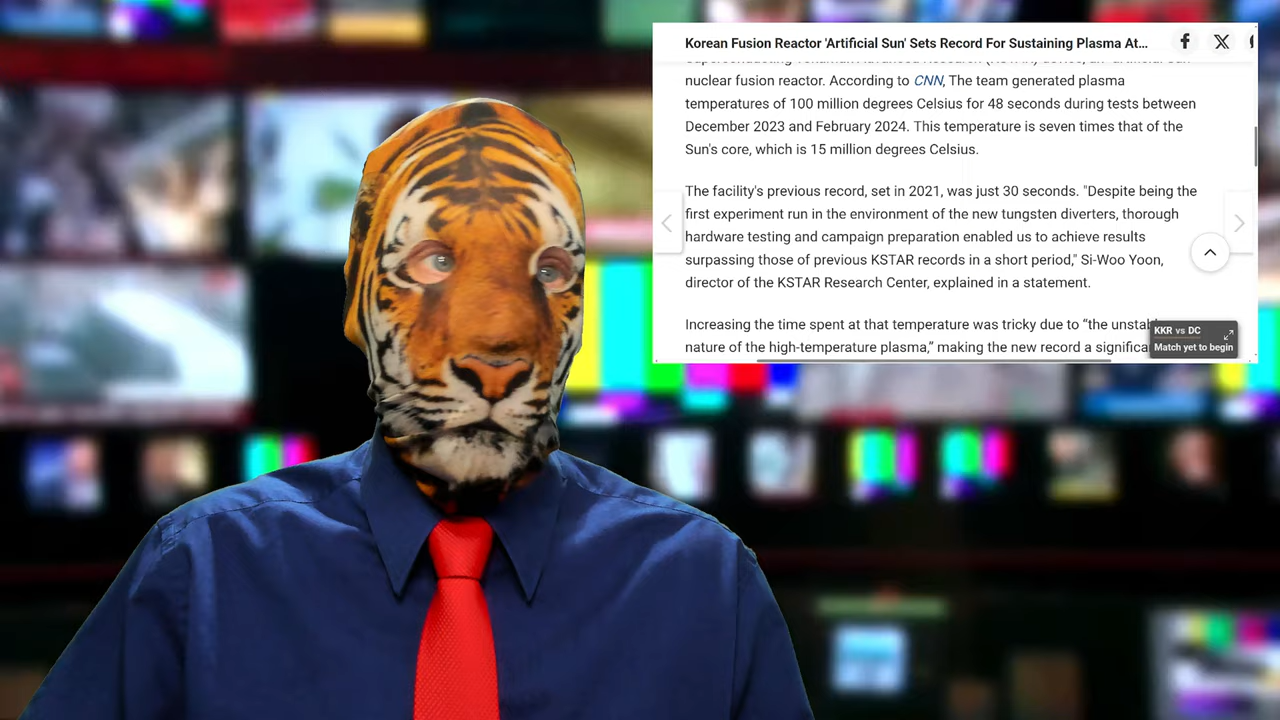 Korean Fusion Reactor 'Artificial Sun' Sets Record For Sustaining Plasma At...
nuclear fusion reactor. According to CNN, The team generated plasma
temperatures of 100 million degrees Celsius for 48 seconds during tests between
December 2023 and February 2024. This temperature is seven times that of the
Sun's core, which is 15 million degrees Celsius.
The facility's previous record, set in 2021, was just 30 seconds. "Despite being the
first experiment run in the environment of the new tungsten diverters, thorough
hardware testing and campaign preparation enabled us to achieve results
surpassing those of previous KSTAR records in a short period," Si-Woo Yoon,
director of the KSTAR Research Center, explained in a statement.
Increasing the time spent at that temperature was tricky due to “the
nature of the high-temperature plasma,” making the new record a
KKR vs DC
Match yet to begin